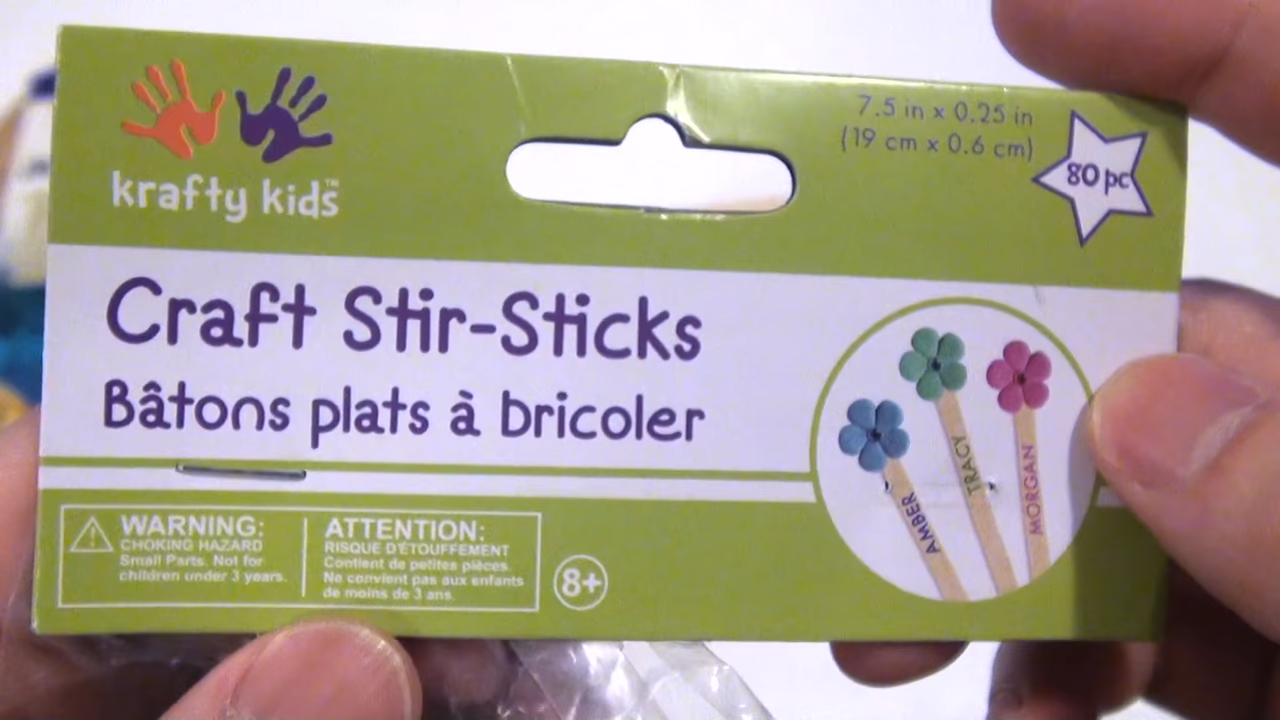 krafty kids™
7.5 in x 0.25 in
(19 cm x 0.6 cm)
80 pc
Craft Stir-Sticks
Bâtons plats à bricoler
AMBER
TRACY
MORGAN
WARNING:
CHOKING HAZARD
Small Parts. Not for
children under 3 years.
ATTENTION:
RISQUE D'ÉTOUFFEMENT
Contient de petites pièces.
Ne convient pas aux enfants
de moins de 3 ans.
8+